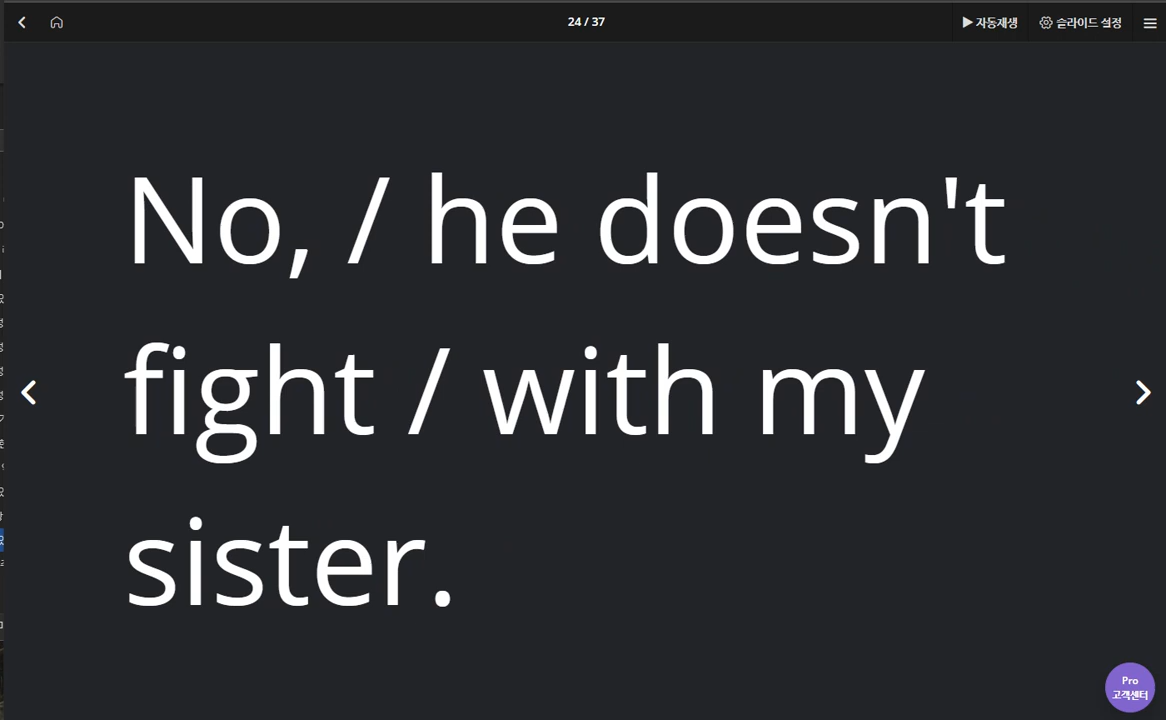 24 / 37
▶ 자동재생
슬라이드 설정
No, / he doesn't
fight / with my
sister.
Pro
고객센터